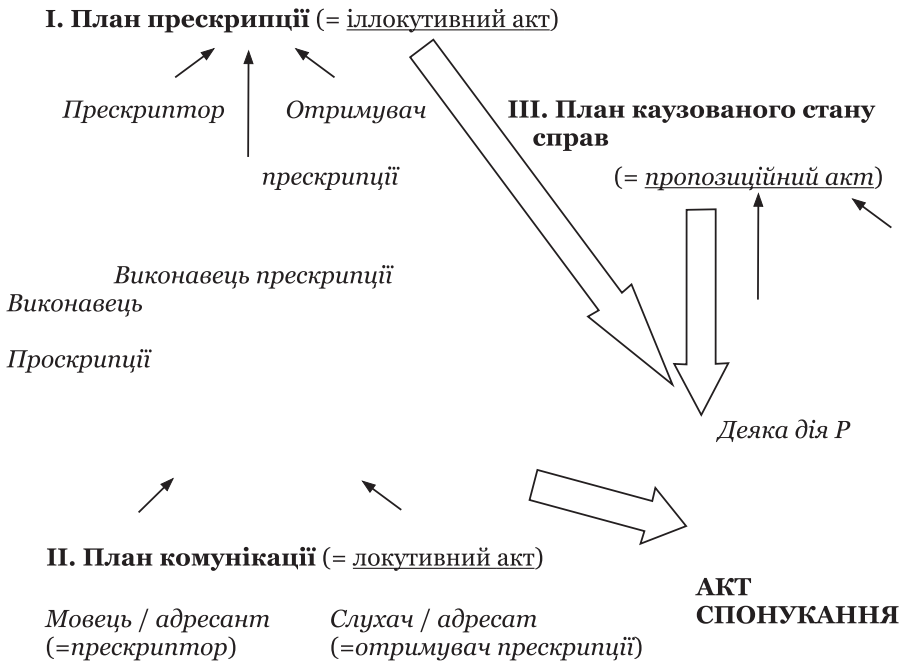 I. План прескрипції (= іллокутивний акт)
Прескриптор
Отримувач
прескрипції
III. План каузованого стану
справ
(= пропозиційний акт)
Виконавець прескрипції
Виконавець
Проскрипції
Деяка дія P
II. План комунікації (= локутивний акт)
Мовець / адресант
(=прескриптор)
Слухач / адресат
(=отримувач прескрипції)
АКТ
СПОНУКАННЯ